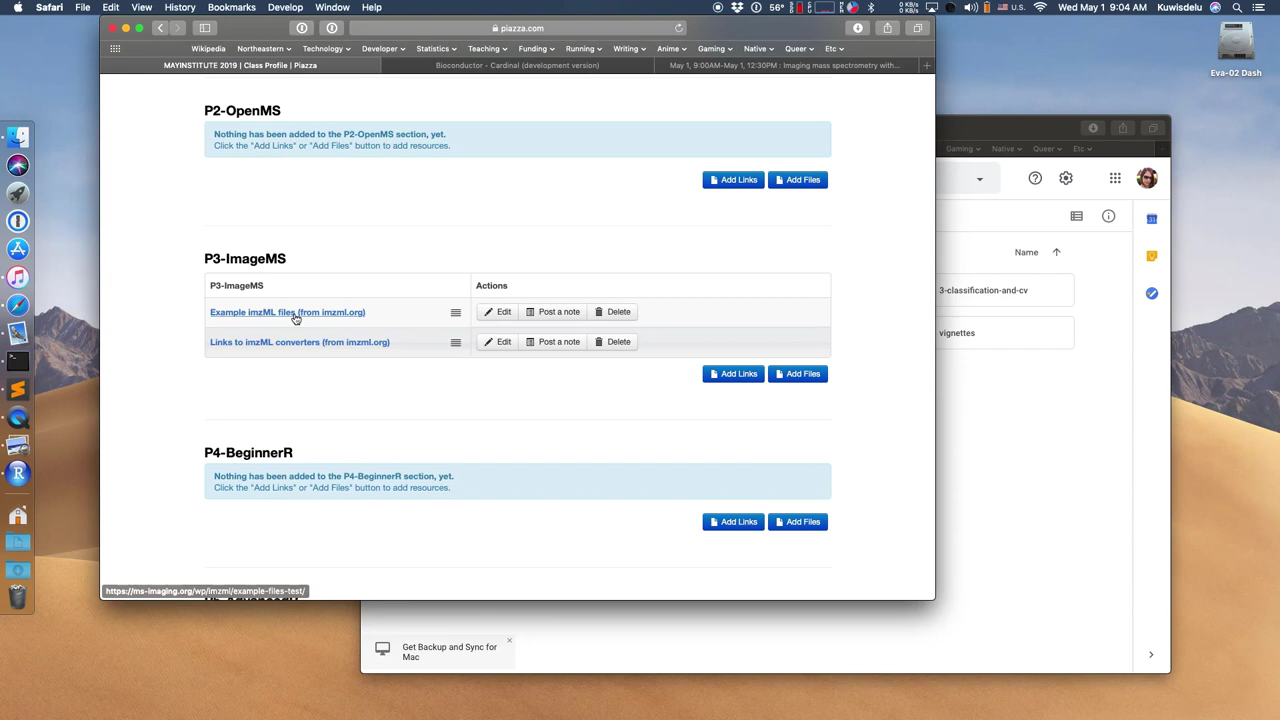 Safari File Edit View History Bookmarks Develop Window Help
56° U.S. Wed May 1 9:04 AM Kuwisdelu
piazza.com
Wikipedia Northeastern Technology Developer Statistics Teaching Funding Running Writing Anime Gaming Native Queer Etc
MAYINSTITUTE 2019 | Class Profile | Piazza Bioconductor - Cardinal (development version) May 1, 9:00AM-May 1, 12:30PM : Imaging mass spectrometry with...
Eva-02 Dash
P2-OpenMS
Nothing has been added to the P2-OpenMS section, yet.
Click the "Add Links" or "Add Files" button to add resources.
Add Links Add Files
P3-ImageMS
P3-ImageMS Actions
Example imzML files (from imzml.org) Edit Post a note Delete
Links to imzML converters (from imzml.org) Edit Post a note Delete
Add Links Add Files
P4-BeginnerR
Nothing has been added to the P4-BeginnerR section, yet.
Click the "Add Links" or "Add Files" button to add resources.
Add Links Add Files
https://ms-imaging.org/wp/imzml/example-files-test/
Gaming Native Queer Etc
Name
3-classification-and-cv
vignettes
Get Backup and Sync for
Mac